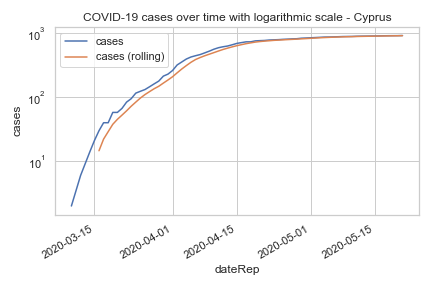 COVID-19 cases over time with logarithmic scale - Cyprus
cases
cases (rolling)
10³
10²
10¹
cases
2020-03-15
2020-04-01
2020-04-15
2020-05-01
2020-05-15
dateRep